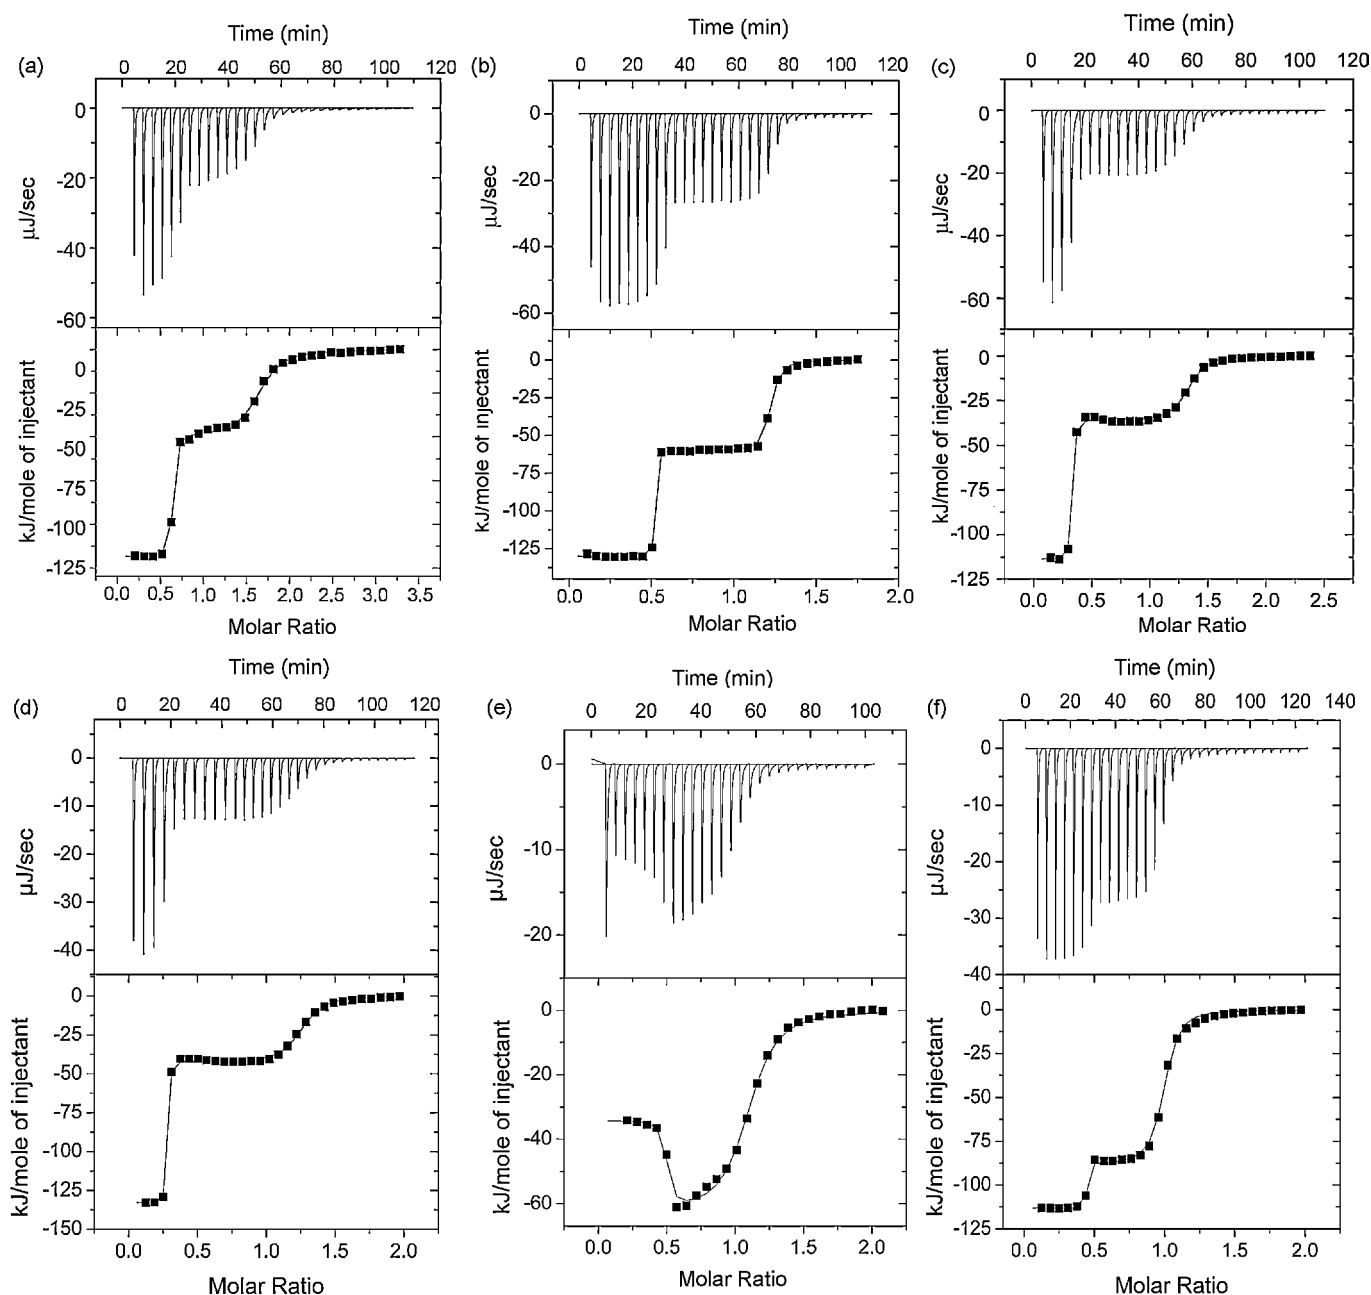 Time (min)
(a) 0 20 40 60 80 100 120
0
-20
-40
-60
µJ/sec
0
-25
-50
-75
-100
-125
kJ/mole of injectant
0.0 0.5 1.0 1.5 2.0 2.5 3.0 3.5
Molar Ratio
Time (min)
(b) 0 20 40 60 80 100 120
0
-20
-40
-60
µJ/sec
0
-25
-50
-75
-100
-125
kJ/mole of injectant
0.0 0.5 1.0 1.5 2.0
Molar Ratio
Time (min)
(c) 0 20 40 60 80 100 120
0
-20
-40
-60
µJ/sec
0
-25
-50
-75
-100
-125
kJ/mole of injectant
0.0 0.5 1.0 1.5 2.0 2.5
Molar Ratio
Time (min)
(d) 0 20 40 60 80 100 120
0
-10
-20
-30
-40
µJ/sec
0
-25
-50
-75
-100
-125
-150
kJ/mole of injectant
0.0 0.5 1.0 1.5 2.0
Molar Ratio
Time (min)
(e) 0 20 40 60 80 100
0
-10
-20
µJ/sec
0
-20
-40
-60
kJ/mole of injectant
0.0 0.5 1.0 1.5 2.0
Molar Ratio
Time (min)
(f) 0 20 40 60 80 100 120 140
0
-10
-20
-30
-40
µJ/sec
0
-25
-50
-75
-100
-125
kJ/mole of injectant
0.0 0.5 1.0 1.5 2.0
Molar Ratio